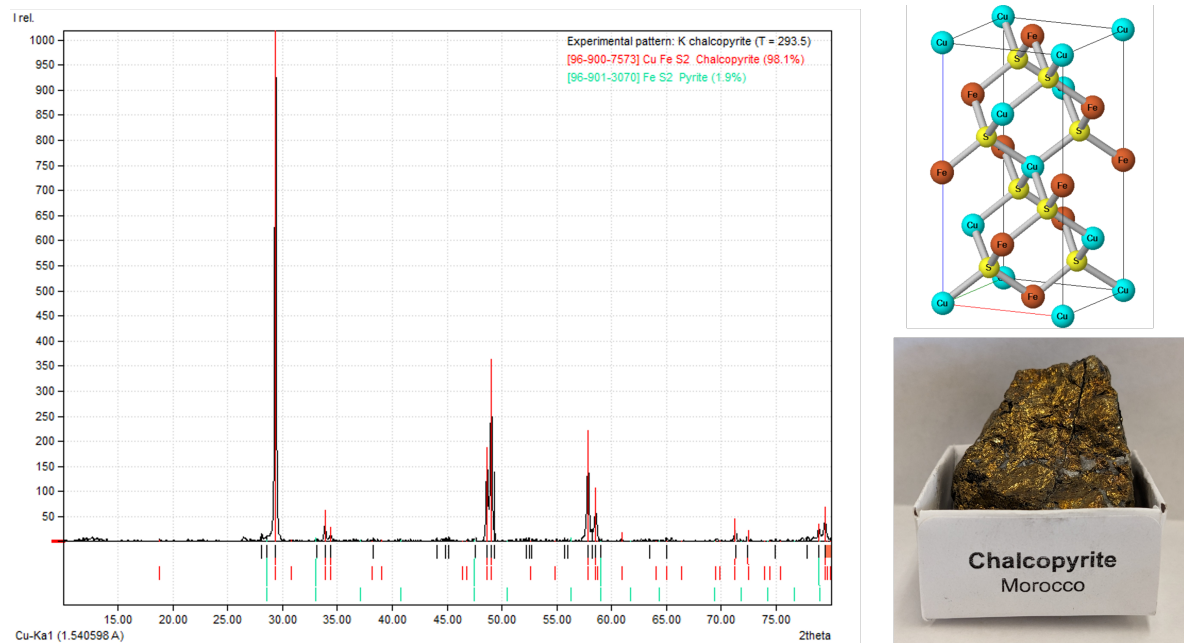 I rel.
Experimental pattern: K chalcopyrite (T = 293.5)
[96-900-7573] Cu Fe S2 Chalcopyrite (98.1%)
[96-901-3070] Fe S2 Pyrite (1.9%)
1000
950
900
850
800
750
700
650
600
550
500
450
400
350
300
250
200
150
100
50
15.00 20.00 25.00 30.00 35.00 40.00 45.00 50.00 55.00 60.00 65.00 70.00 75.00
Cu-Ka1 (1.540598 A) 2theta
Cu
Cu
Fe
Cu
Cu
S
S
Fe
Fe
Cu
S
S
Fe
Cu
Fe
Fe
S
S
Cu
Cu
Fe
S
S
Cu
Fe
Cu
Cu
Chalcopyrite
Morocco